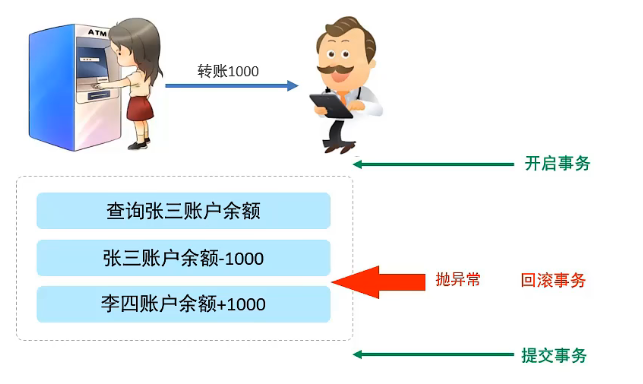 ATM
转账1000
开启事务
查询张三账户余额
张三账户余额-1000
抛异常 回滚事务
李四账户余额+1000
提交事务